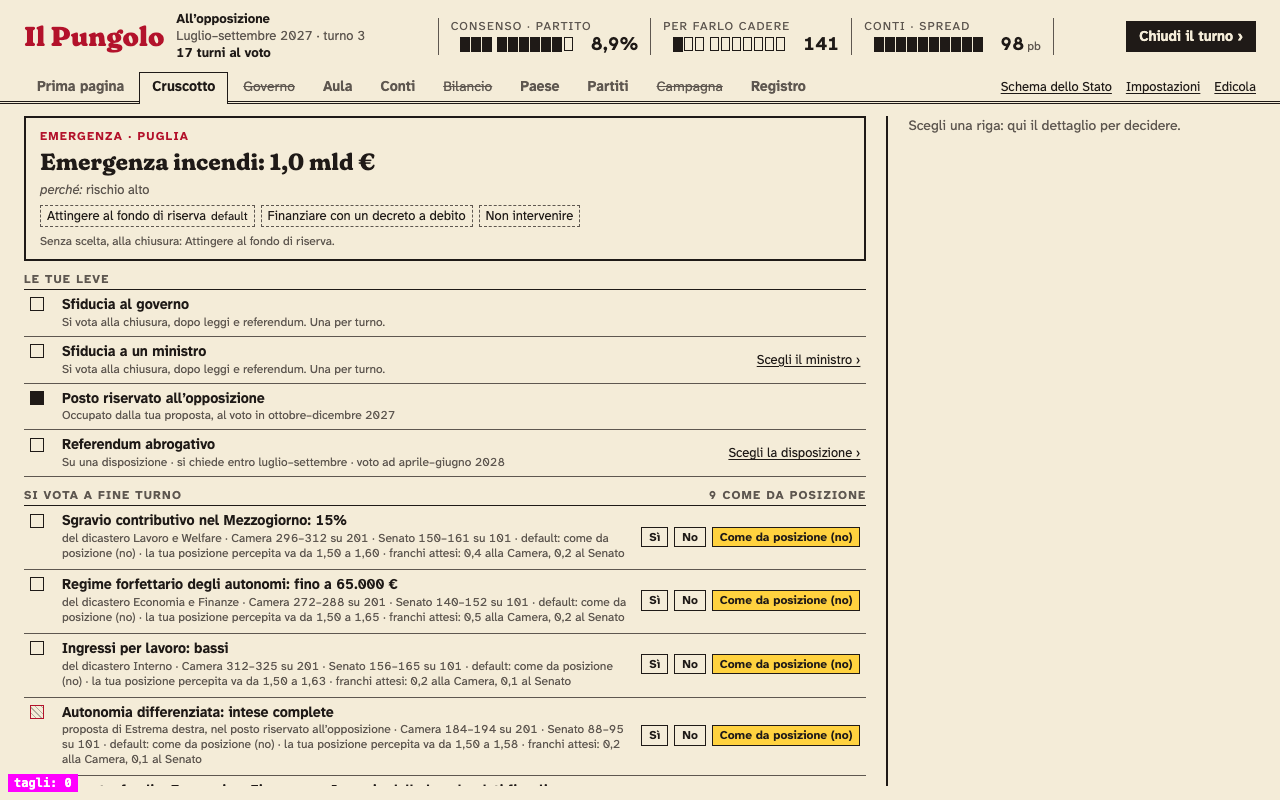 Il Pungolo
All'opposizione
Luglio–settembre 2027 · turno 3
17 turni al voto
CONSENSO · PARTITO
8,9%
PER FARLO CADERE
141
CONTI · SPREAD
98 pb
Chiudi il turno ›
Prima pagina
Cruscotto
Governo
Aula
Conti
Bilancio
Paese
Partiti
Campagna
Registro
Schema dello Stato
Impostazioni
Edicola
EMERGENZA · PUGLIA
Emergenza incendi: 1,0 mld €
perché: rischio alto
Attingere al fondo di riserva default
Finanziare con un decreto a debito
Non intervenire
Senza scelta, alla chiusura: Attingere al fondo di riserva.
Scegli una riga: qui il dettaglio per decidere.
LE TUE LEVE
Sfiducia al governo
Si vota alla chiusura, dopo leggi e referendum. Una per turno.
Sfiducia a un ministro
Si vota alla chiusura, dopo leggi e referendum. Una per turno.
Scegli il ministro ›
Posto riservato all'opposizione
Occupato dalla tua proposta, al voto in ottobre–dicembre 2027
Referendum abrogativo
Su una disposizione · si chiede entro luglio–settembre · voto ad aprile–giugno 2028
Scegli la disposizione ›
SI VOTA A FINE TURNO
9 COME DA POSIZIONE
Sgravio contributivo nel Mezzogiorno: 15%
del dicastero Lavoro e Welfare · Camera 296–312 su 201 · Senato 150–161 su 101 · default: come da
posizione (no) · la tua posizione percepita va da 1,50 a 1,60 · franchi attesi: 0,4 alla Camera, 0,2 al Senato
Sì
No
Come da posizione (no)
Regime forfettario degli autonomi: fino a 65.000 €
del dicastero Economia e Finanze · Camera 272–288 su 201 · Senato 140–152 su 101 · default: come da
posizione (no) · la tua posizione percepita va da 1,50 a 1,65 · franchi attesi: 0,5 alla Camera, 0,2 al Senato
Sì
No
Come da posizione (no)
Ingressi per lavoro: bassi
del dicastero Interno · Camera 312–325 su 201 · Senato 156–165 su 101 · default: come da posizione
(no) · la tua posizione percepita va da 1,50 a 1,63 · franchi attesi: 0,2 alla Camera, 0,1 al Senato
Sì
No
Come da posizione (no)
Autonomia differenziata: intese complete
proposta di Estrema destra, nel posto riservato all'opposizione · Camera 184–194 su 201 · Senato 88–95
su 101 · default: come da posizione (no) · la tua posizione percepita va da 1,50 a 1,58 · franchi attesi: 0,2
alla Camera, 0,1 al Senato
Sì
No
Come da posizione (no)
tagli: 0